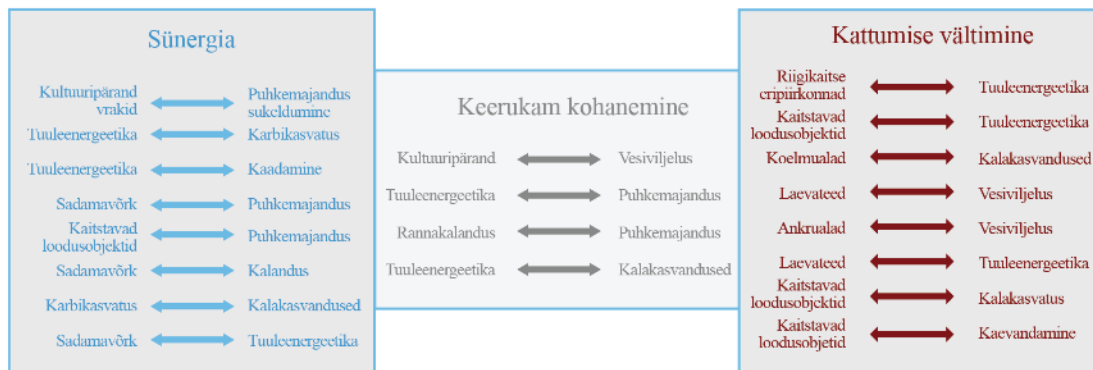 Sünergia
Kultuuripärand
vrakid
Puhkemajandus
sukeldumine
Tuuleenergeetika
Karbikasvatus
Tuuleenergeetika
Kaadamine
Sadamavõrk
Puhkemajandus
Kaitstavad
loodusobjektid
Puhkemajandus
Sadamavõrk
Kalandus
Karbikasvatus
Kalakasvandused
Sadamavõrk
Tuuleenergeetika
Keerukam kohanemine
Kultuuripärand
Vesiviljelus
Tuuleenergeetika
Puhkemajandus
Rannakalandus
Puhkemajandus
Tuuleenergeetika
Kalakasvandused
Kattumise vältimine
Riigikaitse
eripiirkonnad
Tuuleenergeetika
Kaitstavad
loodusobjektid
Tuuleenergeetika
Koelmualad
Kalakasvandused
Laevateed
Vesiviljelus
Ankrualad
Vesiviljelus
Laevateed
Tuuleenergeetika
Kaitstavad
loodusobjektid
Kalakasvatus
Kaitstavad
loodusobjetid
Kaevandamine